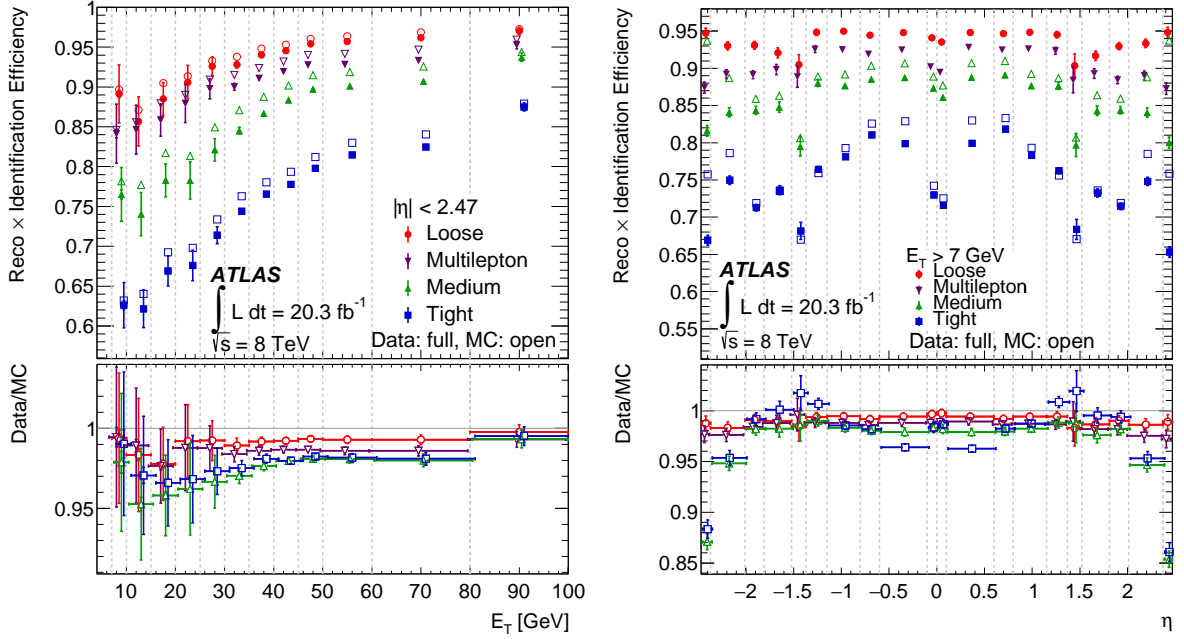 Reco × Identification Efficiency
1
0.95
0.9
0.85
0.8
0.75
0.7
0.65
0.6
|η| < 2.47
Loose
Multilepton
Medium
Tight
ATLAS
∫ L dt = 20.3 fb⁻¹
√s = 8 TeV
Data: full, MC: open
Data/MC
1
0.95
10 20 30 40 50 60 70 80 90 100
E_T [GeV]
Reco × Identification Efficiency
1
0.95
0.9
0.85
0.8
0.75
0.7
0.65
0.6
0.55
E_T > 7 GeV
Loose
Multilepton
Medium
Tight
ATLAS
∫ L dt = 20.3 fb⁻¹
√s = 8 TeV
Data: full, MC: open
Data/MC
1
0.95
0.9
0.85
−2 −1.5 −1 −0.5 0 0.5 1 1.5 2
η